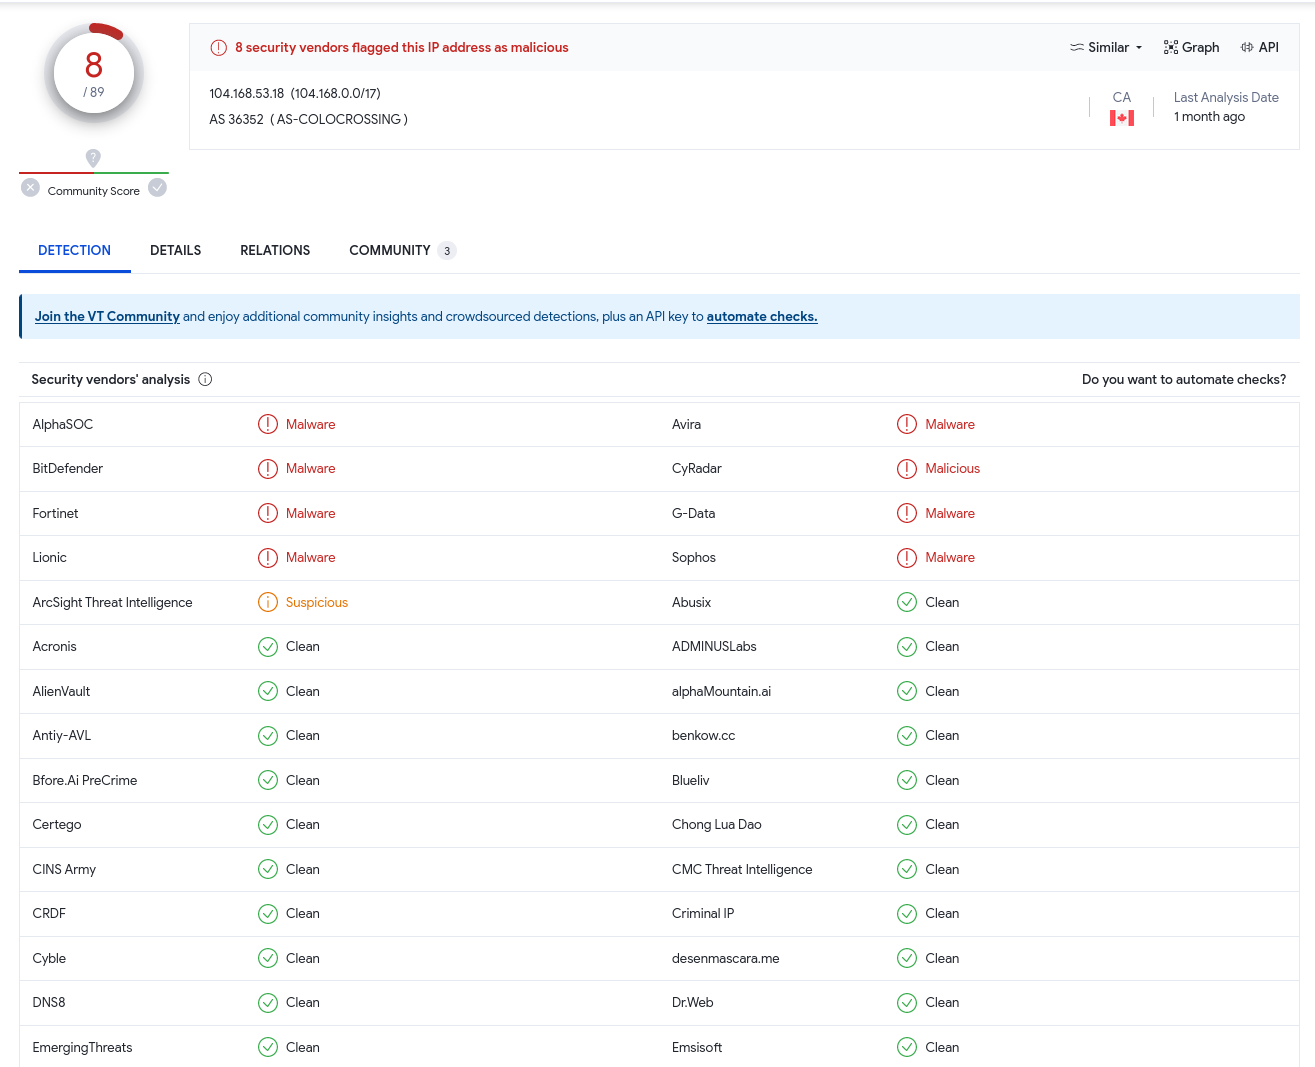 8
/ 89
Community Score
8 security vendors flagged this IP address as malicious
Similar
Graph
API
104.168.53.18 (104.168.0.0/17)
AS 36352 ( AS-COLOCROSSING )
CA
Last Analysis Date
1 month ago
DETECTION DETAILS RELATIONS COMMUNITY 3
Join the VT Community and enjoy additional community insights and crowdsourced detections, plus an API key to automate checks.
Security vendors' analysis
Do you want to automate checks?
AlphaSOC Malware Avira Malware
BitDefender Malware CyRadar Malicious
Fortinet Malware G-Data Malware
Lionic Malware Sophos Malware
ArcSight Threat Intelligence Suspicious Abusix Clean
Acronis Clean ADMINUSLabs Clean
AlienVault Clean alphaMountain.ai Clean
Antiy-AVL Clean benkow.cc Clean
Bfore.Ai PreCrime Clean Blueliv Clean
Certego Clean Chong Lua Dao Clean
CINS Army Clean CMC Threat Intelligence Clean
CRDF Clean Criminal IP Clean
Cyble Clean desenmascara.me Clean
DNS8 Clean Dr.Web Clean
EmergingThreats Clean Emsisoft Clean